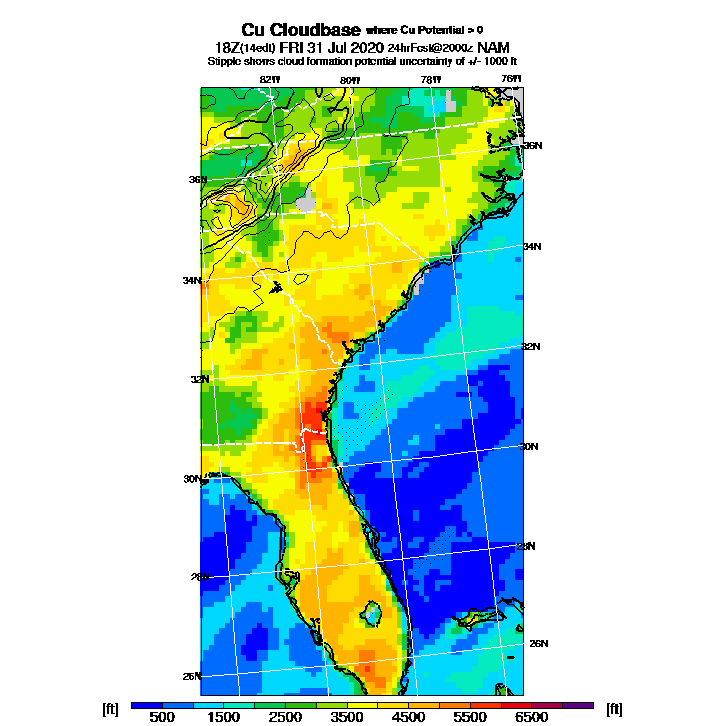 Cu Cloudbase where Cu Potential > 0
18Z(14edt) FRI 31 Jul 2020 24hrFcst@2000z NAM
Stipple shows cloud formation potential uncertainty of +/- 1000 ft
82W 80W 78W 76W
36N
36N
34N
34N
32N
32N
30N
30N
28N
28N
26N
26N
[ft] 500 1500 2500 3500 4500 5500 6500 [ft]